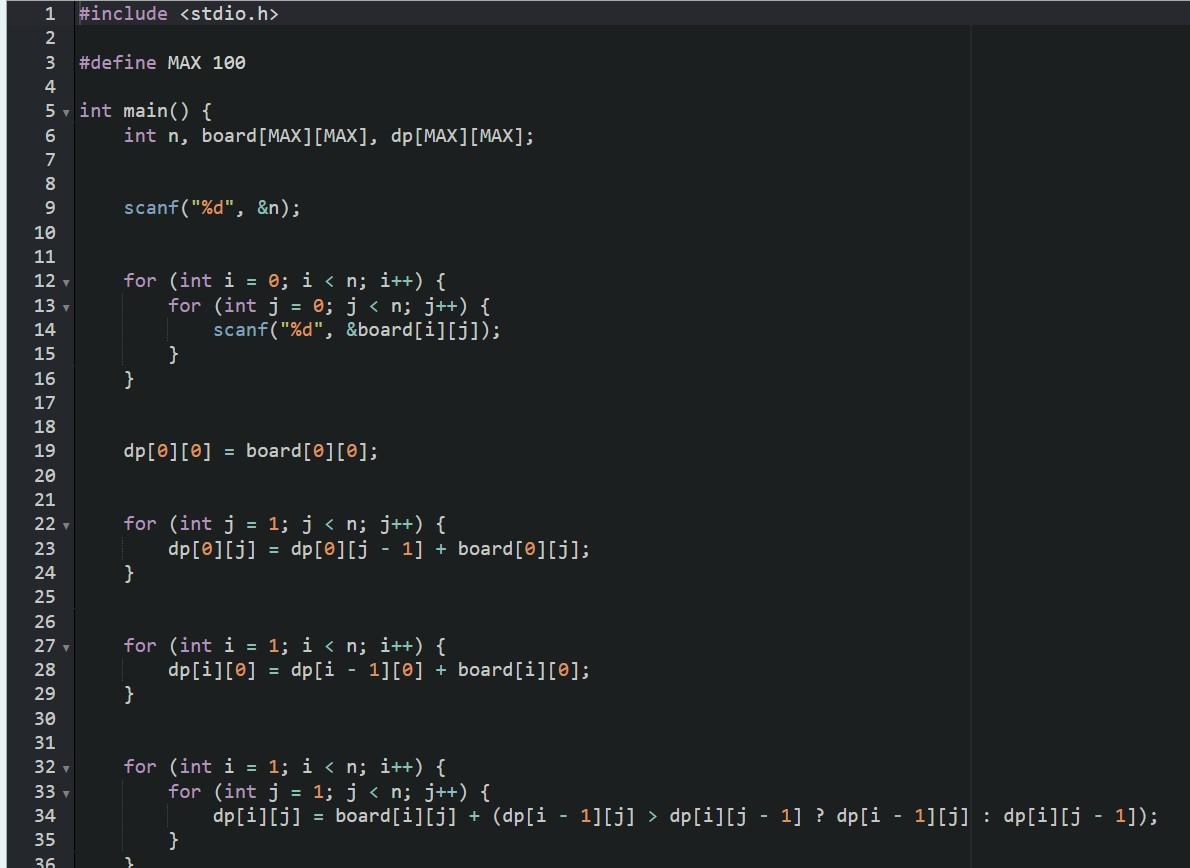 1 #include <stdio.h>
2
3 #define MAX 100
4
5 int main() {
6     int n, board[MAX][MAX], dp[MAX][MAX];
7
8
9     scanf("%d", &n);
10
11
12     for (int i = 0; i < n; i++) {
13         for (int j = 0; j < n; j++) {
14             scanf("%d", &board[i][j]);
15         }
16     }
17
18
19     dp[0][0] = board[0][0];
20
21
22     for (int j = 1; j < n; j++) {
23         dp[0][j] = dp[0][j - 1] + board[0][j];
24     }
25
26
27     for (int i = 1; i < n; i++) {
28         dp[i][0] = dp[i - 1][0] + board[i][0];
29     }
30
31
32     for (int i = 1; i < n; i++) {
33         for (int j = 1; j < n; j++) {
34             dp[i][j] = board[i][j] + (dp[i - 1][j] > dp[i][j - 1] ? dp[i - 1][j] : dp[i][j - 1]);
35         }
36     }